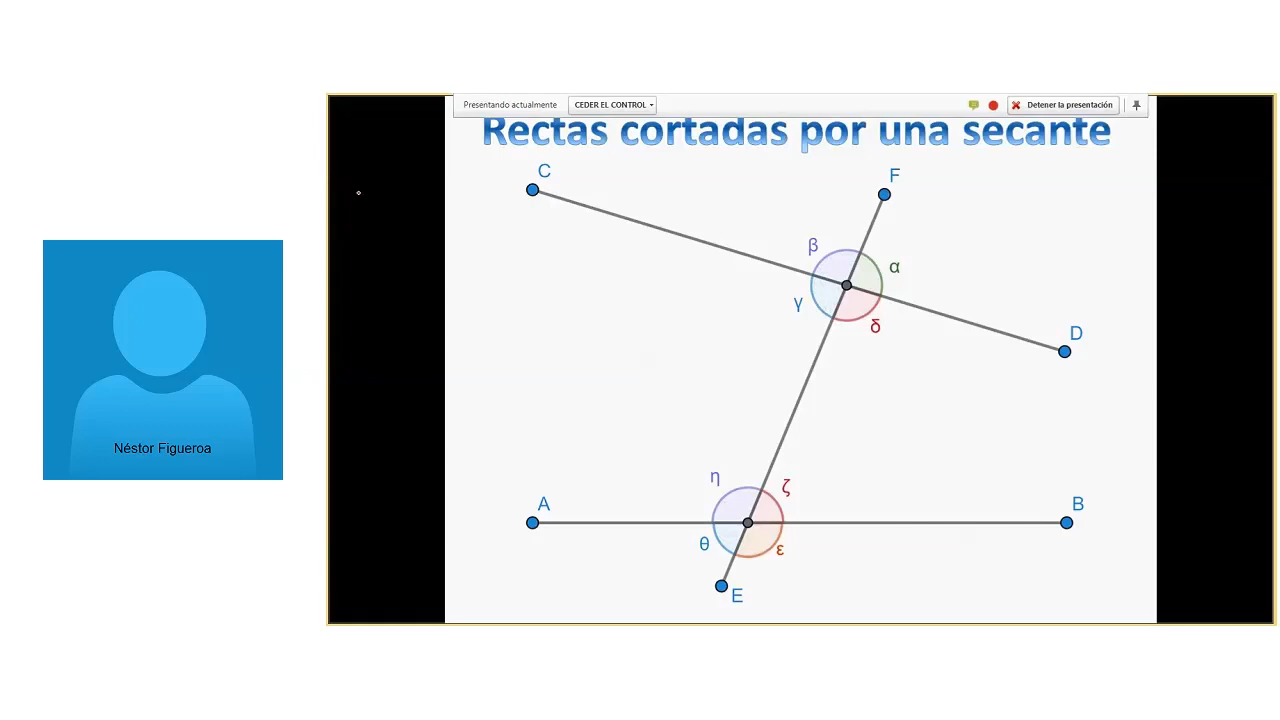 Presentando actualmente CEDER EL CONTROL Detener la presentación
Rectas cortadas por una secante
C
F
β
α
γ
δ
D
Néstor Figueroa
η
ζ
A
B
θ
ε
E